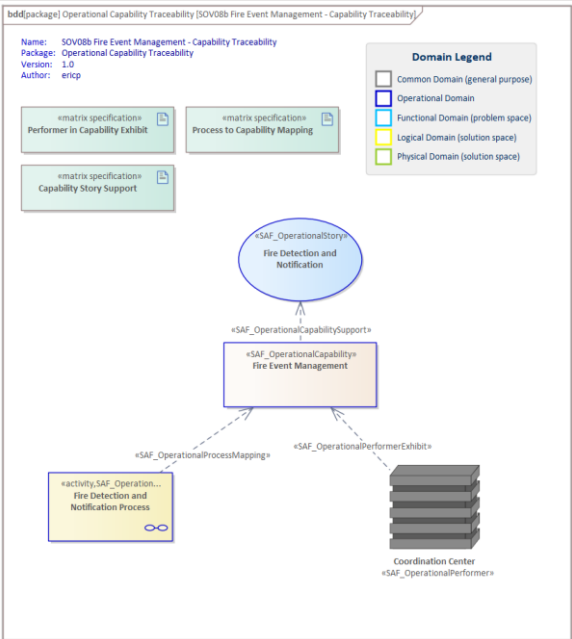 bdd[package] Operational Capability Traceability [SOV08b Fire Event Management - Capability Traceability]
Name: SOV08b Fire Event Management - Capability Traceability
Package: Operational Capability Traceability
Version: 1.0
Author: ericp
Domain Legend
Common Domain (general purpose)
Operational Domain
Functional Domain (problem space)
Logical Domain (solution space)
Physical Domain (solution space)
«matrix specification»
Performer in Capability Exhibit
«matrix specification»
Process to Capability Mapping
«matrix specification»
Capability Story Support
«SAF_OperationalStory»
Fire Detection and
Notification
«SAF_OperationalCapabilitySupport»
«SAF_OperationalCapability»
Fire Event Management
«SAF_OperationalPerformerExhibit»
«SAF_OperationalProcessMapping»
«activity,SAF_Operation...
Fire Detection and
Notification Process
Coordination Center
«SAF_OperationalPerformer»